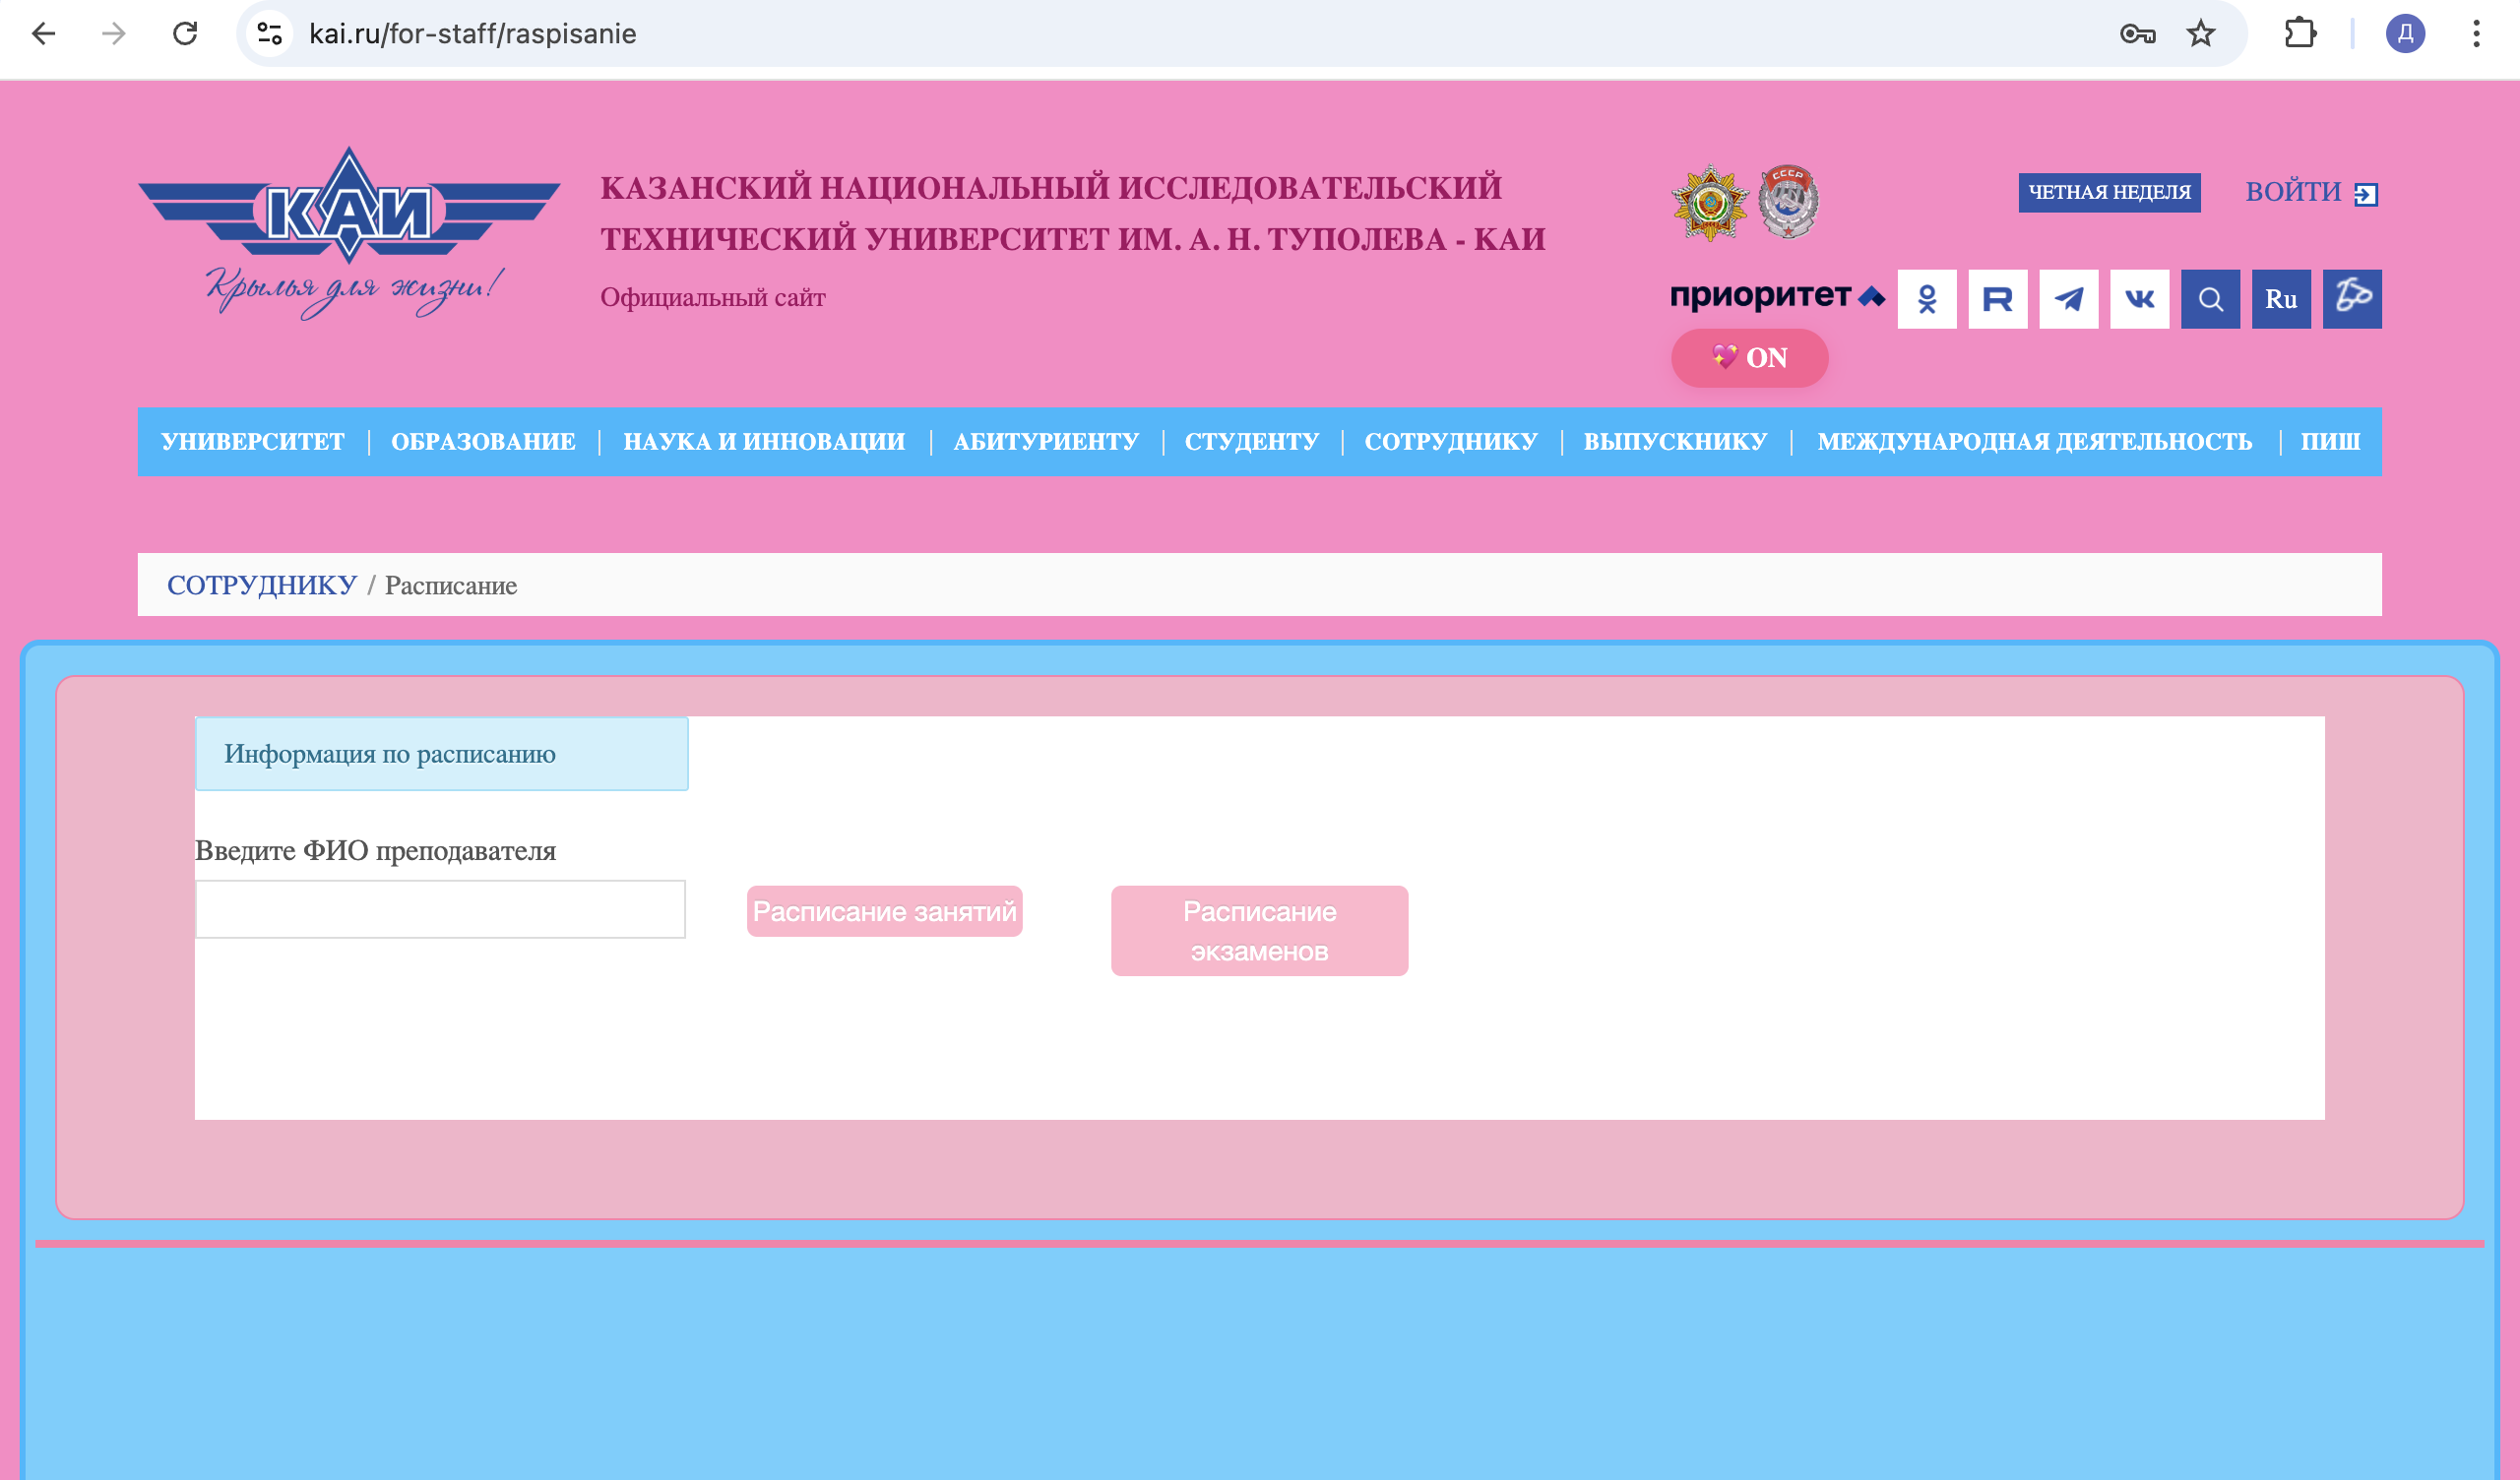 kai.ru/for-staff/raspisanie
Д
КАИ
Крылья для жизни!
КАЗАНСКИЙ НАЦИОНАЛЬНЫЙ ИССЛЕДОВАТЕЛЬСКИЙ
ТЕХНИЧЕСКИЙ УНИВЕРСИТЕТ ИМ. А. Н. ТУПОЛЕВА - КАИ
Официальный сайт
СССР
ЧЕТНАЯ НЕДЕЛЯ
ВОЙТИ
приоритет
Ru
💖 ON
УНИВЕРСИТЕТ | ОБРАЗОВАНИЕ | НАУКА И ИННОВАЦИИ | АБИТУРИЕНТУ | СТУДЕНТУ | СОТРУДНИКУ | ВЫПУСКНИКУ | МЕЖДУНАРОДНАЯ ДЕЯТЕЛЬНОСТЬ | ПИШ
СОТРУДНИКУ / Расписание
Информация по расписанию
Введите ФИО преподавателя
Расписание занятий
Расписание
экзаменов